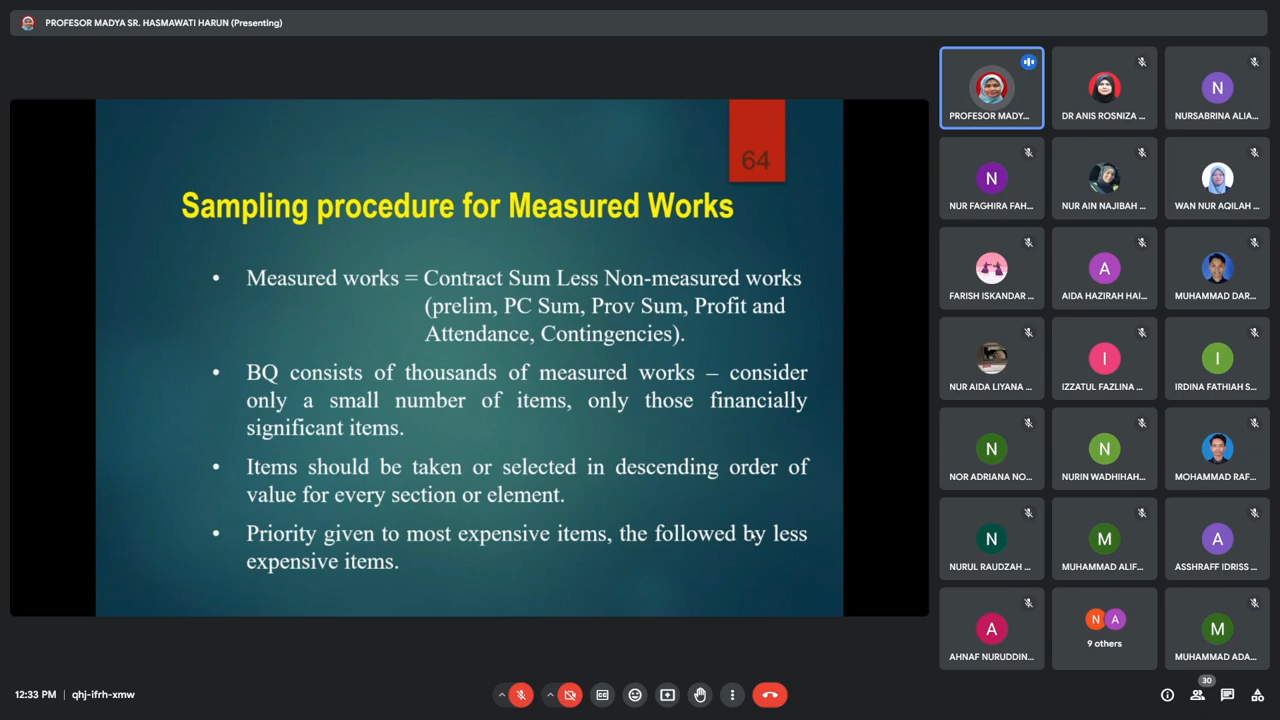 PROFESOR MADYA SR. HASMAWATI HARUN (Presenting)
64
Sampling procedure for Measured Works
• Measured works = Contract Sum Less Non-measured works
(prelim, PC Sum, Prov Sum, Profit and
Attendance, Contingencies).
• BQ consists of thousands of measured works – consider
only a small number of items, only those financially
significant items.
• Items should be taken or selected in descending order of
value for every section or element.
• Priority given to most expensive items, the followed by less
expensive items.
PROFESOR MADY...
DR ANIS ROSNIZA ...
N
NURSABRINA ALIA...
N
NUR FAGHIRA FAH...
NUR AIN NAJIBAH ...
WAN NUR AQILAH ...
FARISH ISKANDAR ...
A
AIDA HAZIRAH HAI...
MUHAMMAD DAR...
NUR AIDA LIYANA ...
I
IZZATUL FAZLINA ...
I
IRDINA FATHIAH S...
N
NOR ADRIANA NO...
N
NURIN WADHIHAH...
MOHAMMAD RAF...
N
NURUL RAUDZAH ...
M
MUHAMMAD ALIF...
A
ASSHRAFF IDRISS ...
A
AHNAF NURUDDIN...
N A
9 others
M
MUHAMMAD ADA...
12:33 PM | qhj-ifrh-xmw
30